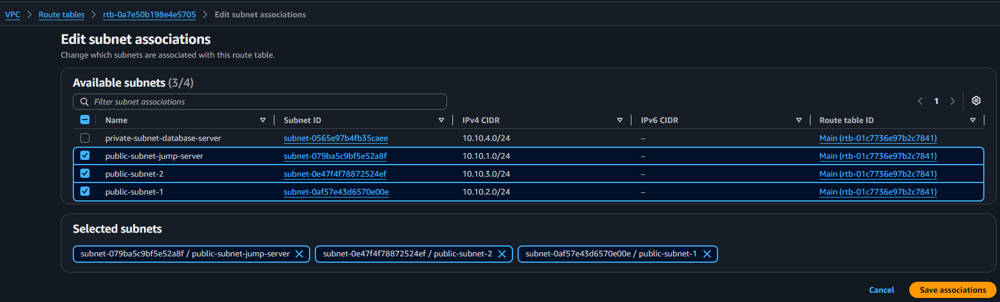 VPC > Route tables > rtb-0a7e50b198e4e5705 > Edit subnet associations
Edit subnet associations
Change which subnets are associated with this route table.
Available subnets (3/4)
Filter subnet associations
1
Name Subnet ID IPv4 CIDR IPv6 CIDR Route table ID
private-subnet-database-server subnet-0565e97b4fb35caee 10.10.4.0/24 – Main (rtb-01c7736e97b2c7841)
public-subnet-jump-server subnet-079ba5c9bf5e52a8f 10.10.1.0/24 – Main (rtb-01c7736e97b2c7841)
public-subnet-2 subnet-0e47f4f78872524ef 10.10.3.0/24 – Main (rtb-01c7736e97b2c7841)
public-subnet-1 subnet-0af57e43d6570e00e 10.10.2.0/24 – Main (rtb-01c7736e97b2c7841)
Selected subnets
subnet-079ba5c9bf5e52a8f / public-subnet-jump-server subnet-0e47f4f78872524ef / public-subnet-2 subnet-0af57e43d6570e00e / public-subnet-1
Cancel Save associations